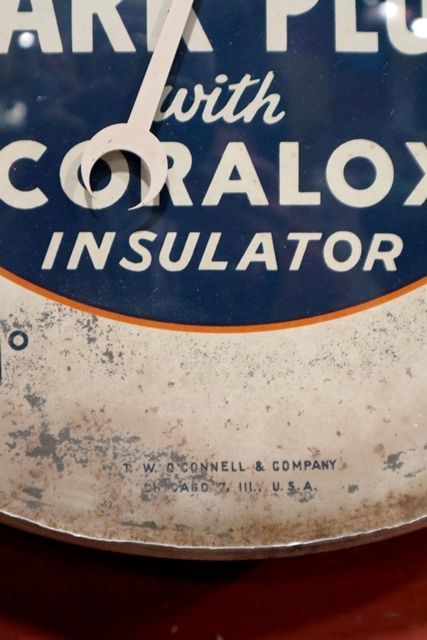 ARK PLU
with
CORALOX
INSULATOR
°
T. W. O'CONNELL & COMPANY
CHICAGO 7, ILL., U.S.A.